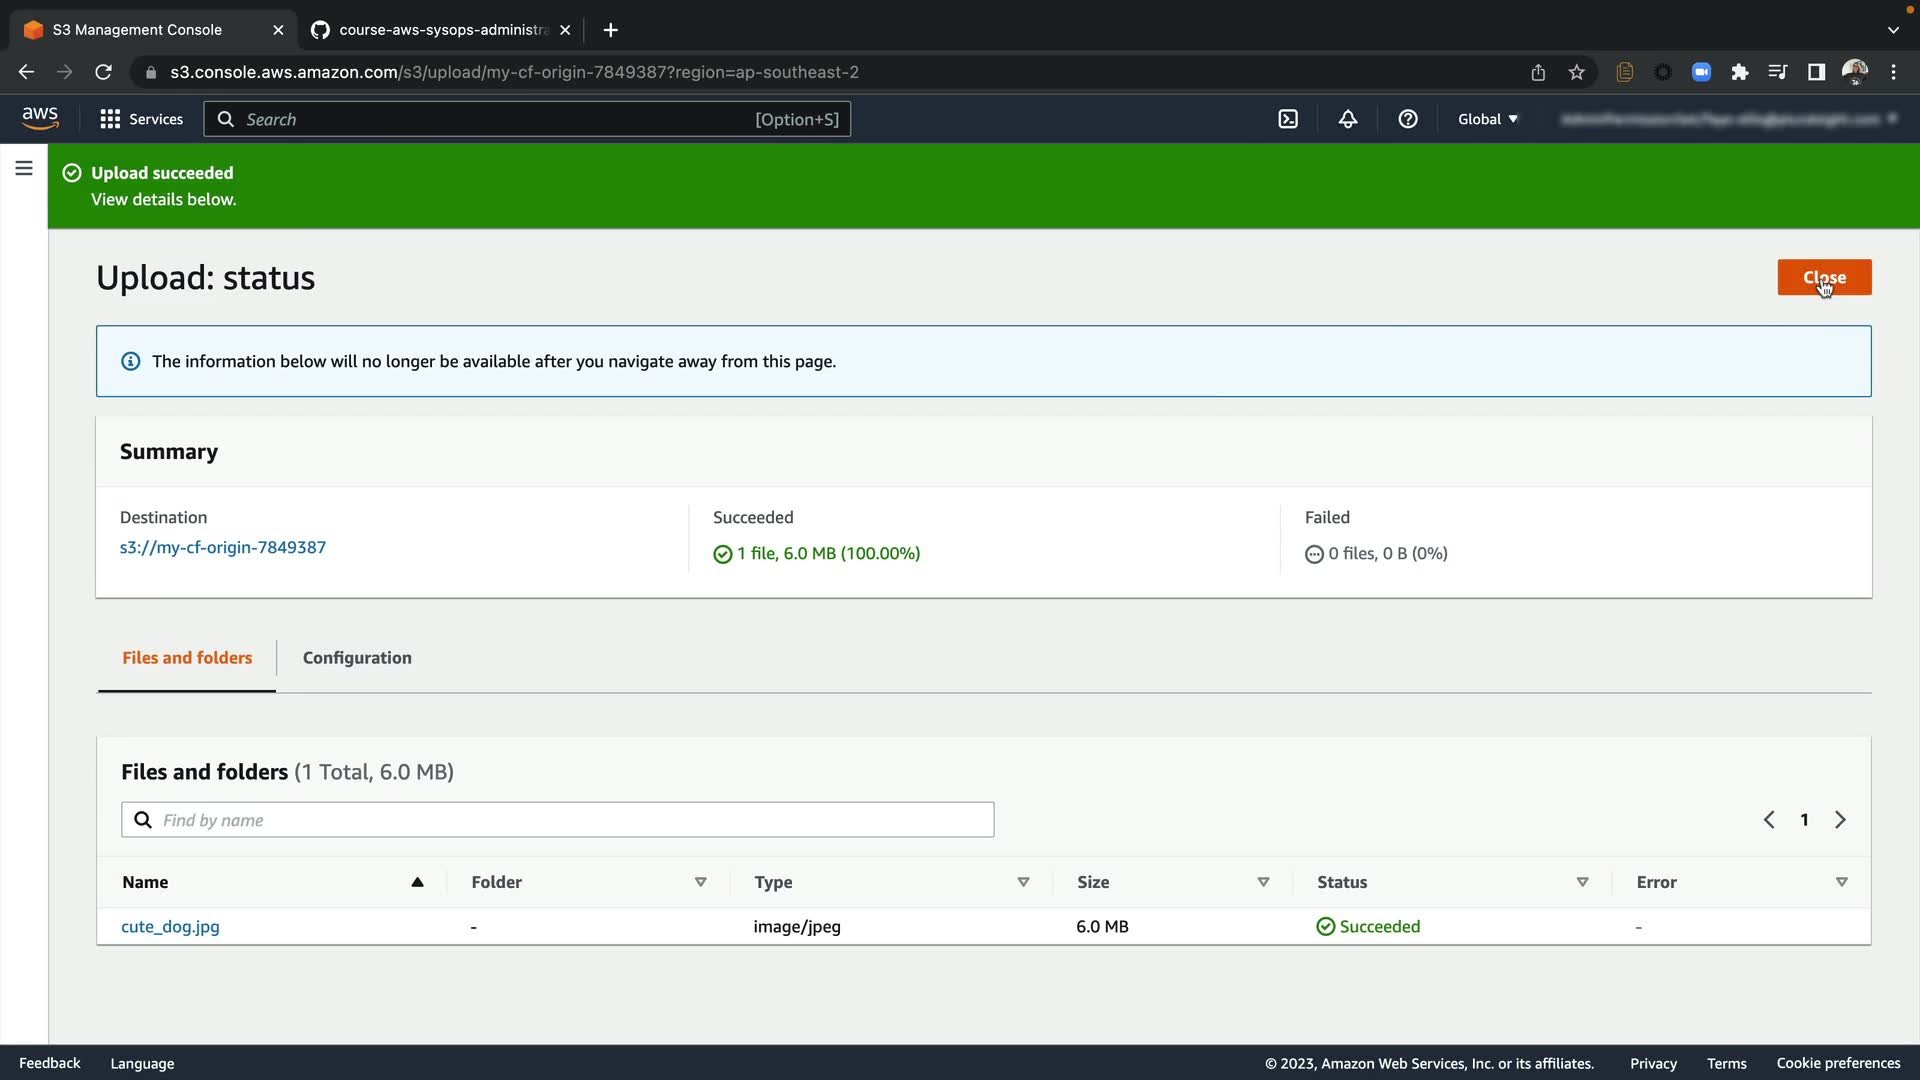 S3 Management Console
course-aws-sysops-administra
s3.console.aws.amazon.com/s3/upload/my-cf-origin-7849387?region=ap-southeast-2
aws
Services
Search
[Option+S]
Global
Upload succeeded
View details below.
Upload: status
Close
The information below will no longer be available after you navigate away from this page.
Summary
Destination
s3://my-cf-origin-7849387
Succeeded
1 file, 6.0 MB (100.00%)
Failed
0 files, 0 B (0%)
Files and folders
Configuration
Files and folders (1 Total, 6.0 MB)
Find by name
1
Name Folder Type Size Status Error
cute_dog.jpg - image/jpeg 6.0 MB Succeeded -
Feedback Language © 2023, Amazon Web Services, Inc. or its affiliates. Privacy Terms Cookie preferences